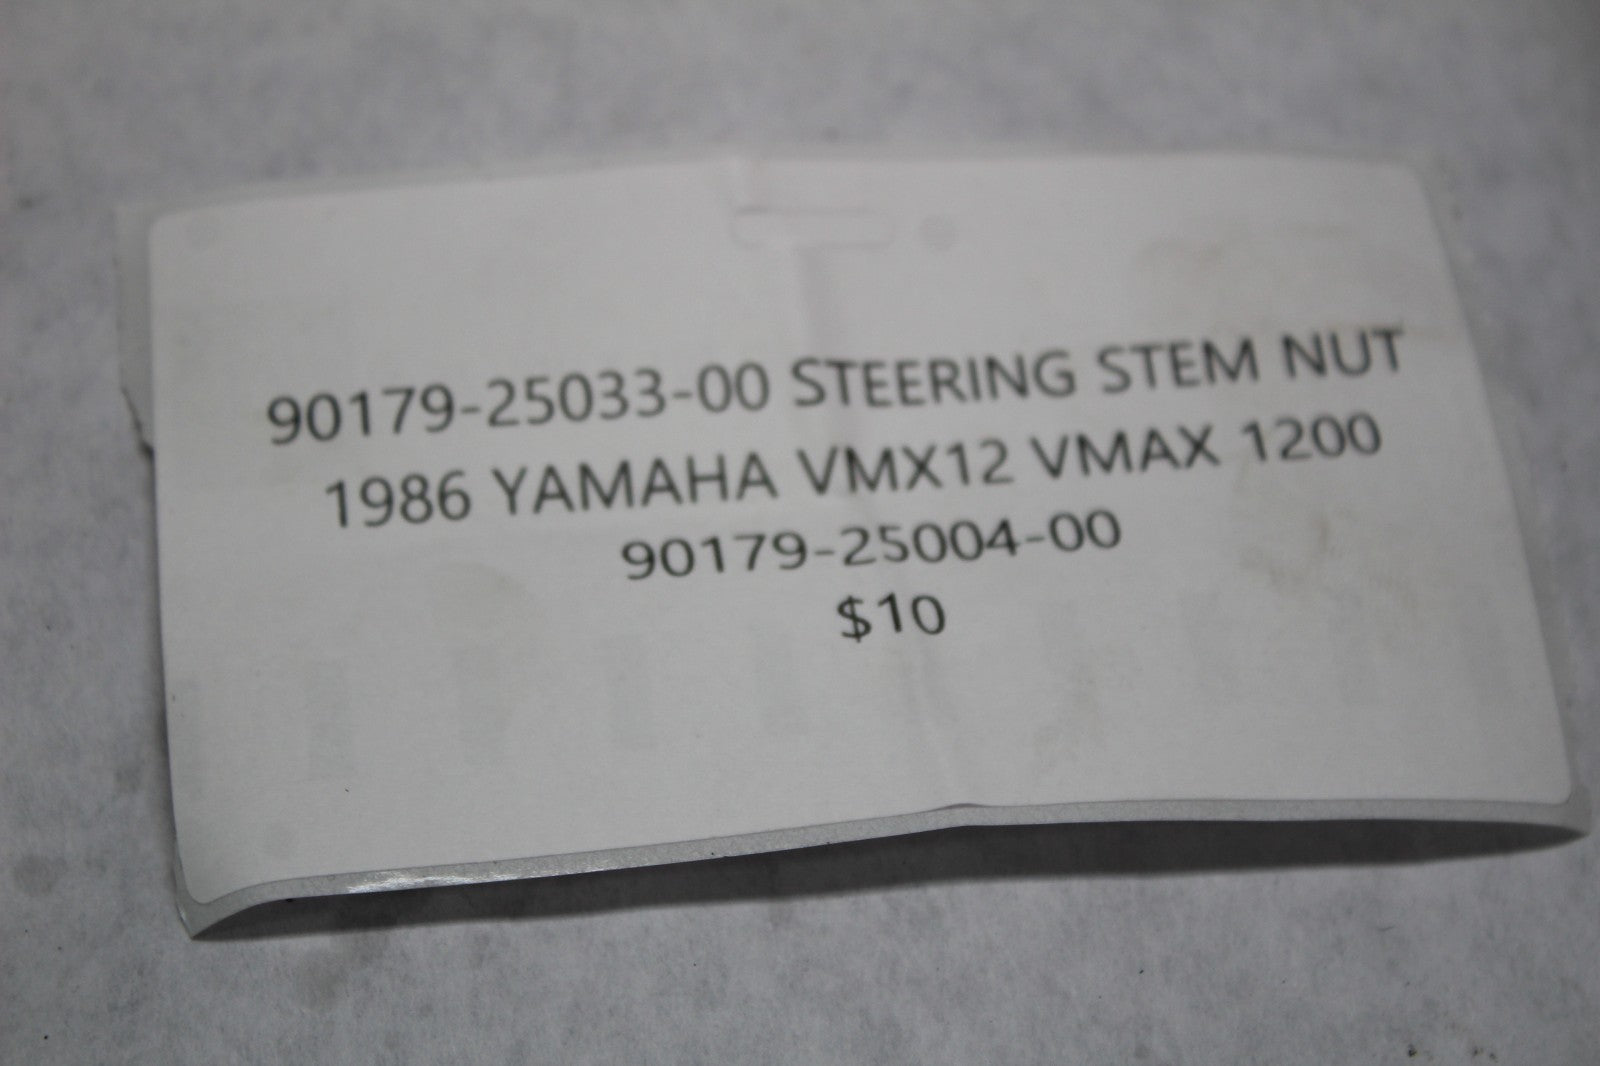 90179-25033-00 STEERING STEM NUT
1986 YAMAHA VMX12 VMAX 1200
90179-25004-00
$10